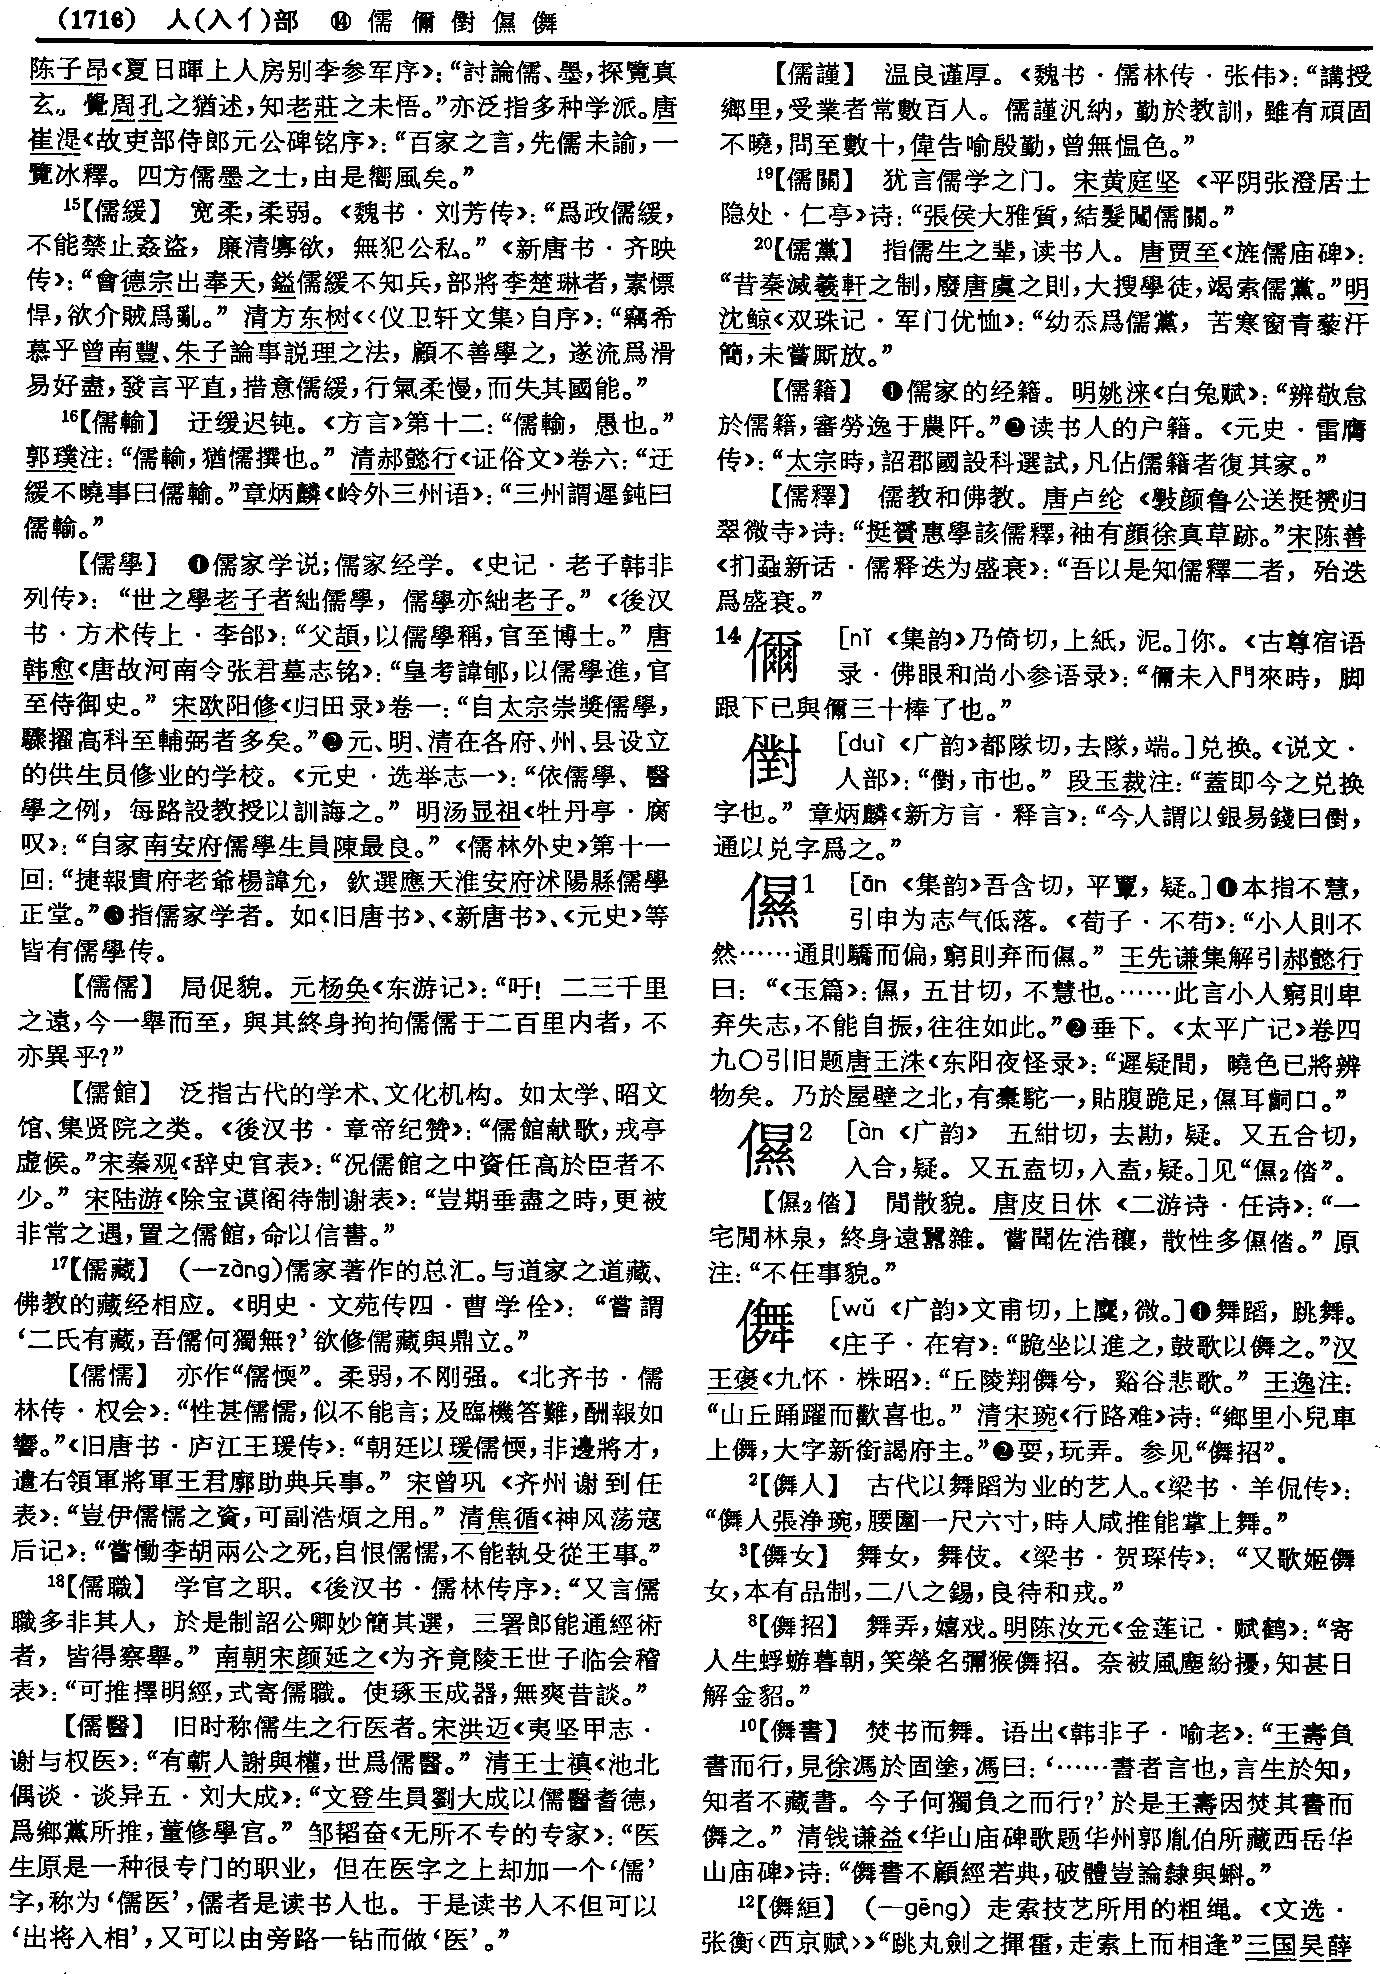 (1716) 人(入亻)部 ⑭ 儒 儞 儝 儑 儛
陈子昂《夏日暉上人房别李参军序》：“討論儒、墨，探覽真
玄。覺周孔之猶述，知老莊之未悟。”亦泛指多种学派。唐
崔湜《故吏部侍郎元公碑铭序》：“百家之言，先儒未諭，一
覽冰釋。四方儒墨之士，由是嚮風矣。”
15【儒緩】 宽柔，柔弱。《魏书·刘芳传》：“爲政儒緩，
不能禁止姦盗，廉清寡欲，無犯公私。”《新唐书·齐映
传》：“會德宗出奉天，鎰儒緩不知兵，部將李楚琳者，素慓
悍，欲介賊爲亂。”清方东树《〈仪卫轩文集〉自序》：“竊希
慕乎曾南豐、朱子論事説理之法，顧不善學之，遂流爲滑
易好盡，發言平直，措意儒緩，行氣柔慢，而失其國能。”
16【儒輸】 迂缓迟钝。《方言》第十二：“儒輸，愚也。”
郭璞注：“儒輸，猶懦撰也。”清郝懿行《证俗文》卷六：“迂
緩不曉事曰儒輸。”章炳麟《岭外三州语》：“三州謂遲鈍曰
儒輸。”
【儒學】 ❶儒家学说；儒家经学。《史记·老子韩非
列传》：“世之學老子者絀儒學，儒學亦絀老子。”《後汉
书·方术传上·李郃》：“父頡，以儒學稱，官至博士。”唐
韩愈《唐故河南令张君墓志铭》：“皇考諱郇，以儒學進，官
至侍御史。”宋欧阳修《归田录》卷一：“自太宗崇獎儒學，
驟擢高科至輔弼者多矣。”❷元、明、清在各府、州、县设立
的供生员修业的学校。《元史·选举志一》：“依儒學、醫
學之例，每路設教授以訓誨之。”明汤显祖《牡丹亭·腐
叹》：“自家南安府儒學生員陳最良。”《儒林外史》第十一
回：“捷報貴府老爺楊諱允，欽選應天淮安府沭陽縣儒學
正堂。”❸指儒家学者。如《旧唐书》、《新唐书》、《元史》等
皆有儒學传。
【儒儒】 局促貌。元杨奂《东游记》：“吁！二三千里
之遠，今一舉而至，與其終身拘拘儒儒于二百里内者，不
亦異乎？”
【儒館】 泛指古代的学术、文化机构。如太学、昭文
馆、集贤院之类。《後汉书·章帝纪赞》：“儒館献歌，戎亭
虚候。”宋秦观《辞史官表》：“况儒館之中資任高於臣者不
少。”宋陆游《除宝谟阁待制谢表》：“豈期垂盡之時，更被
非常之遇，置之儒館，命以信書。”
17【儒藏】 （一zàng）儒家著作的总汇。与道家之道藏、
佛教的藏经相应。《明史·文苑传四·曹学佺》：“嘗謂
‘二氏有藏，吾儒何獨無？’欲修儒藏與鼎立。”
【儒懦】 亦作“儒愞”。柔弱，不刚强。《北齐书·儒
林传·权会》：“性甚儒懦，似不能言；及臨機答難，酬報如
響。”《旧唐书·庐江王瑗传》：“朝廷以瑗儒愞，非邊將才，
遣右領軍將軍王君廓助典兵事。”宋曾巩《齐州谢到任
表》：“豈伊儒懦之資，可副浩煩之用。”清焦循《神风荡寇
后记》：“嘗慟李胡兩公之死，自恨儒懦，不能執殳從王事。”
18【儒職】 学官之职。《後汉书·儒林传序》：“又言儒
職多非其人，於是制詔公卿妙簡其選，三署郎能通經術
者，皆得察舉。”南朝宋颜延之《为齐竟陵王世子临会稽
表》：“可推擇明經，式寄儒職。使琢玉成器，無爽昔談。”
【儒醫】 旧时称儒生之行医者。宋洪迈《夷坚甲志·
谢与权医》：“有蘄人謝與權，世爲儒醫。”清王士禛《池北
偶谈·谈异五·刘大成》：“文登生員劉大成以儒醫耆德，
爲鄉黨所推，董修學宫。”邹韬奋《无所不专的专家》：“医
生原是一种很专门的职业，但在医字之上却加一个‘儒’
字，称为‘儒医’，儒者是读书人也。于是读书人不但可以
‘出将入相’，又可以由旁路一钻而做‘医’。”
【儒謹】 温良谨厚。《魏书·儒林传·张伟》：“講授
鄉里，受業者常數百人。儒謹汎納，勤於教訓，雖有頑固
不曉，問至數十，偉告喻殷勤，曾無愠色。”
19【儒關】 犹言儒学之门。宋黄庭坚《平阴张澄居士
隐处·仁亭》诗：“張侯大雅質，結髮闖儒關。”
20【儒黨】 指儒生之辈，读书人。唐贾至《旌儒庙碑》：
“昔秦滅羲軒之制，廢唐虞之則，大搜學徒，竭索儒黨。”明
沈鲸《双珠记·军门优恤》：“幼忝爲儒黨，苦寒窗青藜汗
簡，未嘗厮放。”
【儒籍】 ❶儒家的经籍。明姚涞《白兔赋》：“辨敬怠
於儒籍，審勞逸于農阡。”❷读书人的户籍。《元史·雷膺
传》：“太宗時，詔郡國設科選試，凡佔儒籍者復其家。”
【儒釋】 儒教和佛教。唐卢纶《敩颜鲁公送挺赟归
翠微寺》诗：“挺贇惠學該儒釋，袖有顔徐真草跡。”宋陈善
《扪蝨新话·儒释迭为盛衰》：“吾以是知儒釋二者，殆迭
爲盛衰。”
14儞 [nǐ 《集韵》乃倚切，上紙，泥。]你。《古尊宿语
录·佛眼和尚小参语录》：“儞未入門來時，脚
跟下已與儞三十棒了也。”
儝 [duì 《广韵》都隊切，去隊，端。]兑换。《说文·
人部》：“儝，市也。”段玉裁注：“蓋即今之兑换
字也。”章炳麟《新方言·释言》：“今人謂以銀易錢曰儝，
通以兑字爲之。”
儑1 [ān 《集韵》吾含切，平覃，疑。]❶本指不慧，
引申为志气低落。《荀子·不苟》：“小人則不
然……通則驕而偏，窮則弃而儑。”王先谦集解引郝懿行
曰：“《玉篇》：儑，五甘切，不慧也。……此言小人窮則卑
弃失志，不能自振，往往如此。”❷垂下。《太平广记》卷四
九〇引旧题唐王洙《东阳夜怪录》：“遲疑間，曉色已將辨
物矣。乃於屋壁之北，有橐駝一，貼腹跪足，儑耳齝口。”
儑2 [àn 《广韵》 五紺切，去勘，疑。又五合切，
入合，疑。又五盍切，入盍，疑。]见“儑2偺”。
【儑2偺】 閒散貌。唐皮日休《二游诗·任诗》：“一
宅閒林泉，終身遠囂雜。嘗聞佐浩穰，散性多儑偺。”原
注：“不任事貌。”
儛 [wǔ 《广韵》文甫切，上麌，微。]❶舞蹈，跳舞。
《庄子·在宥》：“跪坐以進之，鼓歌以儛之。”汉
王褒《九怀·株昭》：“丘陵翔儛兮，谿谷悲歌。”王逸注：
“山丘踊躍而歡喜也。”清宋琬《行路难》诗：“鄉里小兒車
上儛，大字新銜謁府主。”❷耍，玩弄。参见“儛招”。
2【儛人】 古代以舞蹈为业的艺人。《梁书·羊侃传》：
“儛人張浄琬，腰圍一尺六寸，時人咸推能掌上舞。”
3【儛女】 舞女，舞伎。《梁书·贺琛传》：“又歌姬儛
女，本有品制，二八之錫，良待和戎。”
8【儛招】 舞弄，嬉戏。明陈汝元《金莲记·赋鹤》：“寄
人生蜉蝣暮朝，笑榮名獼猴儛招。奈被風塵紛擾，知甚日
解金貂。”
10【儛書】 焚书而舞。语出《韩非子·喻老》：“王壽負
書而行，見徐馮於固塗，馮曰：‘……書者言也，言生於知，
知者不藏書。今子何獨負之而行？’於是王壽因焚其書而
儛之。”清钱谦益《华山庙碑歌题华州郭胤伯所藏西岳华
山庙碑》诗：“儛書不顧經若典，破體豈論隸與蝌。”
12【儛縆】 （一gēng）走索技艺所用的粗绳。《文选·
张衡〈西京赋〉》“跳丸劍之揮霍，走索上而相逢”三国吴薛